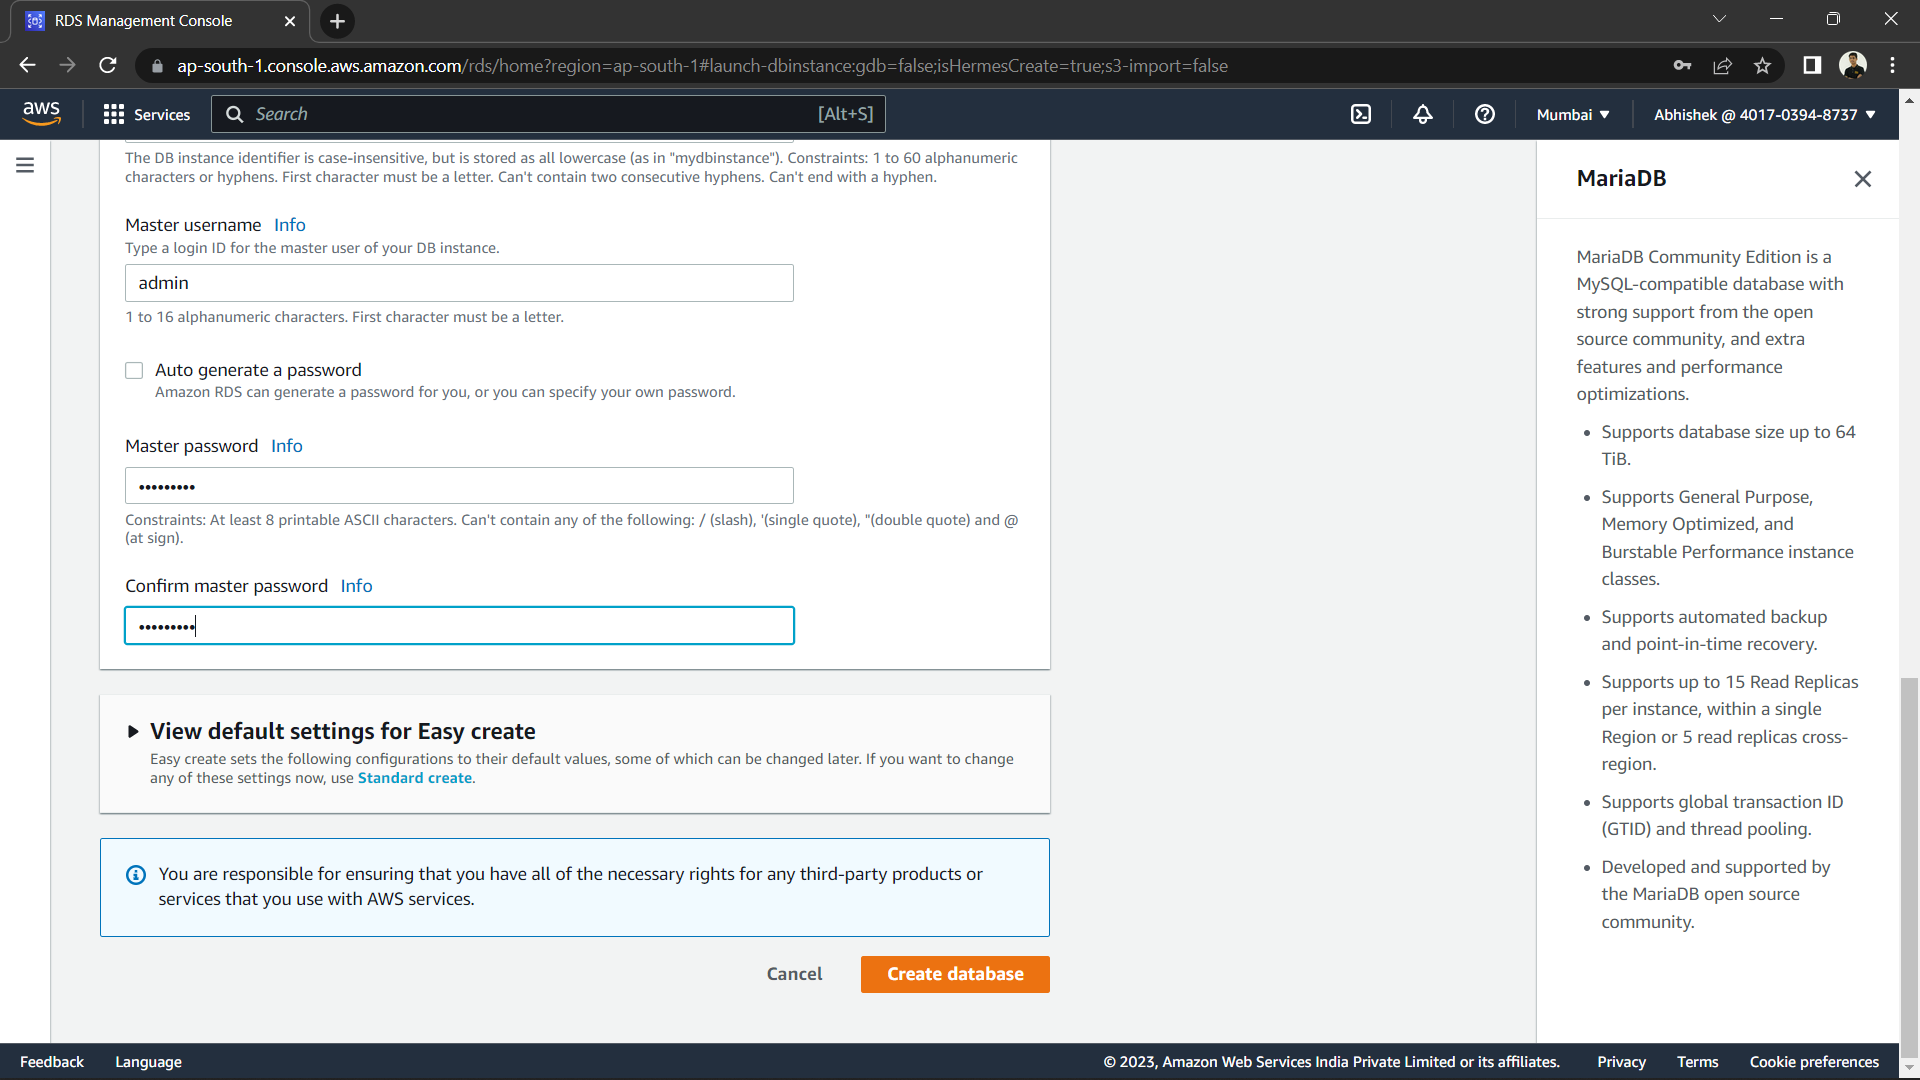 RDS Management Console
ap-south-1.console.aws.amazon.com/rds/home?region=ap-south-1#launch-dbinstance:gdb=false;isHermesCreate=true;s3-import=false
aws
Services
Search
[Alt+S]
Mumbai
Abhishek @ 4017-0394-8737
The DB instance identifier is case-insensitive, but is stored as all lowercase (as in "mydbinstance"). Constraints: 1 to 60 alphanumeric
characters or hyphens. First character must be a letter. Can't contain two consecutive hyphens. Can't end with a hyphen.
Master username Info
Type a login ID for the master user of your DB instance.
admin
1 to 16 alphanumeric characters. First character must be a letter.
Auto generate a password
Amazon RDS can generate a password for you, or you can specify your own password.
Master password Info
•••••••••
Constraints: At least 8 printable ASCII characters. Can't contain any of the following: / (slash), '(single quote), "(double quote) and @
(at sign).
Confirm master password Info
•••••••••
View default settings for Easy create
Easy create sets the following configurations to their default values, some of which can be changed later. If you want to change
any of these settings now, use Standard create.
You are responsible for ensuring that you have all of the necessary rights for any third-party products or
services that you use with AWS services.
Cancel
Create database
MariaDB
MariaDB Community Edition is a
MySQL-compatible database with
strong support from the open
source community, and extra
features and performance
optimizations.
• Supports database size up to 64
TiB.
• Supports General Purpose,
Memory Optimized, and
Burstable Performance instance
classes.
• Supports automated backup
and point-in-time recovery.
• Supports up to 15 Read Replicas
per instance, within a single
Region or 5 read replicas cross-
region.
• Supports global transaction ID
(GTID) and thread pooling.
• Developed and supported by
the MariaDB open source
community.
Feedback
Language
© 2023, Amazon Web Services India Private Limited or its affiliates.
Privacy
Terms
Cookie preferences